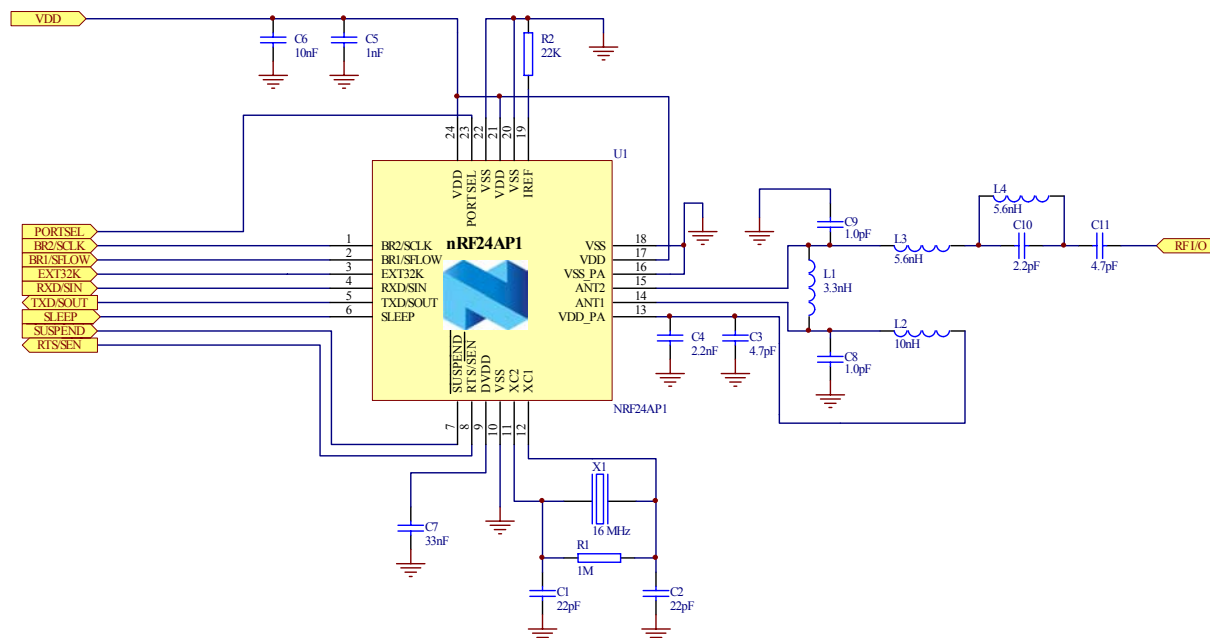 VDD
C6
10nF
C5
1nF
R2
22K
24
23
22
21
20
19
U1
VDD
PORTSEL
VSS
VDD
VSS
IREF
nRF24AP1
PORTSEL
BR2/SCLK
BR1/SFLOW
EXT32K
RXD/SIN
TXD/SOUT
SLEEP
SUSPEND
RTS/SEN
1
2
3
4
5
6
BR2/SCLK
BR1/SFLOW
EXT32K
RXD/SIN
TXD/SOUT
SLEEP
VSS
VDD
VSS_PA
ANT2
ANT1
VDD_PA
18
17
16
15
14
13
SUSPEND
RTS/SEN
DVDD
VSS
XC2
XC1
7
8
9
10
11
12
NRF24AP1
C9
1.0pF
L1
3.3nH
C8
1.0pF
L3
5.6nH
L4
5.6nH
C10
2.2pF
C11
4.7pF
RF I/O
L2
10nH
C4
2.2nF
C3
4.7pF
C7
33nF
X1
16 MHz
R1
1M
C1
22pF
C2
22pF